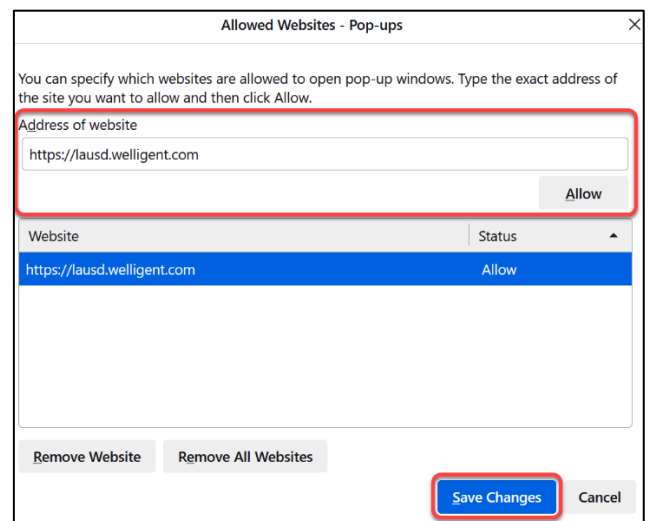 Allowed Websites - Pop-ups
You can specify which websites are allowed to open pop-up windows. Type the exact address of
the site you want to allow and then click Allow.
Address of website
https://lausd.welligent.com
Allow
Website Status
https://lausd.welligent.com Allow
Remove Website Remove All Websites
Save Changes Cancel